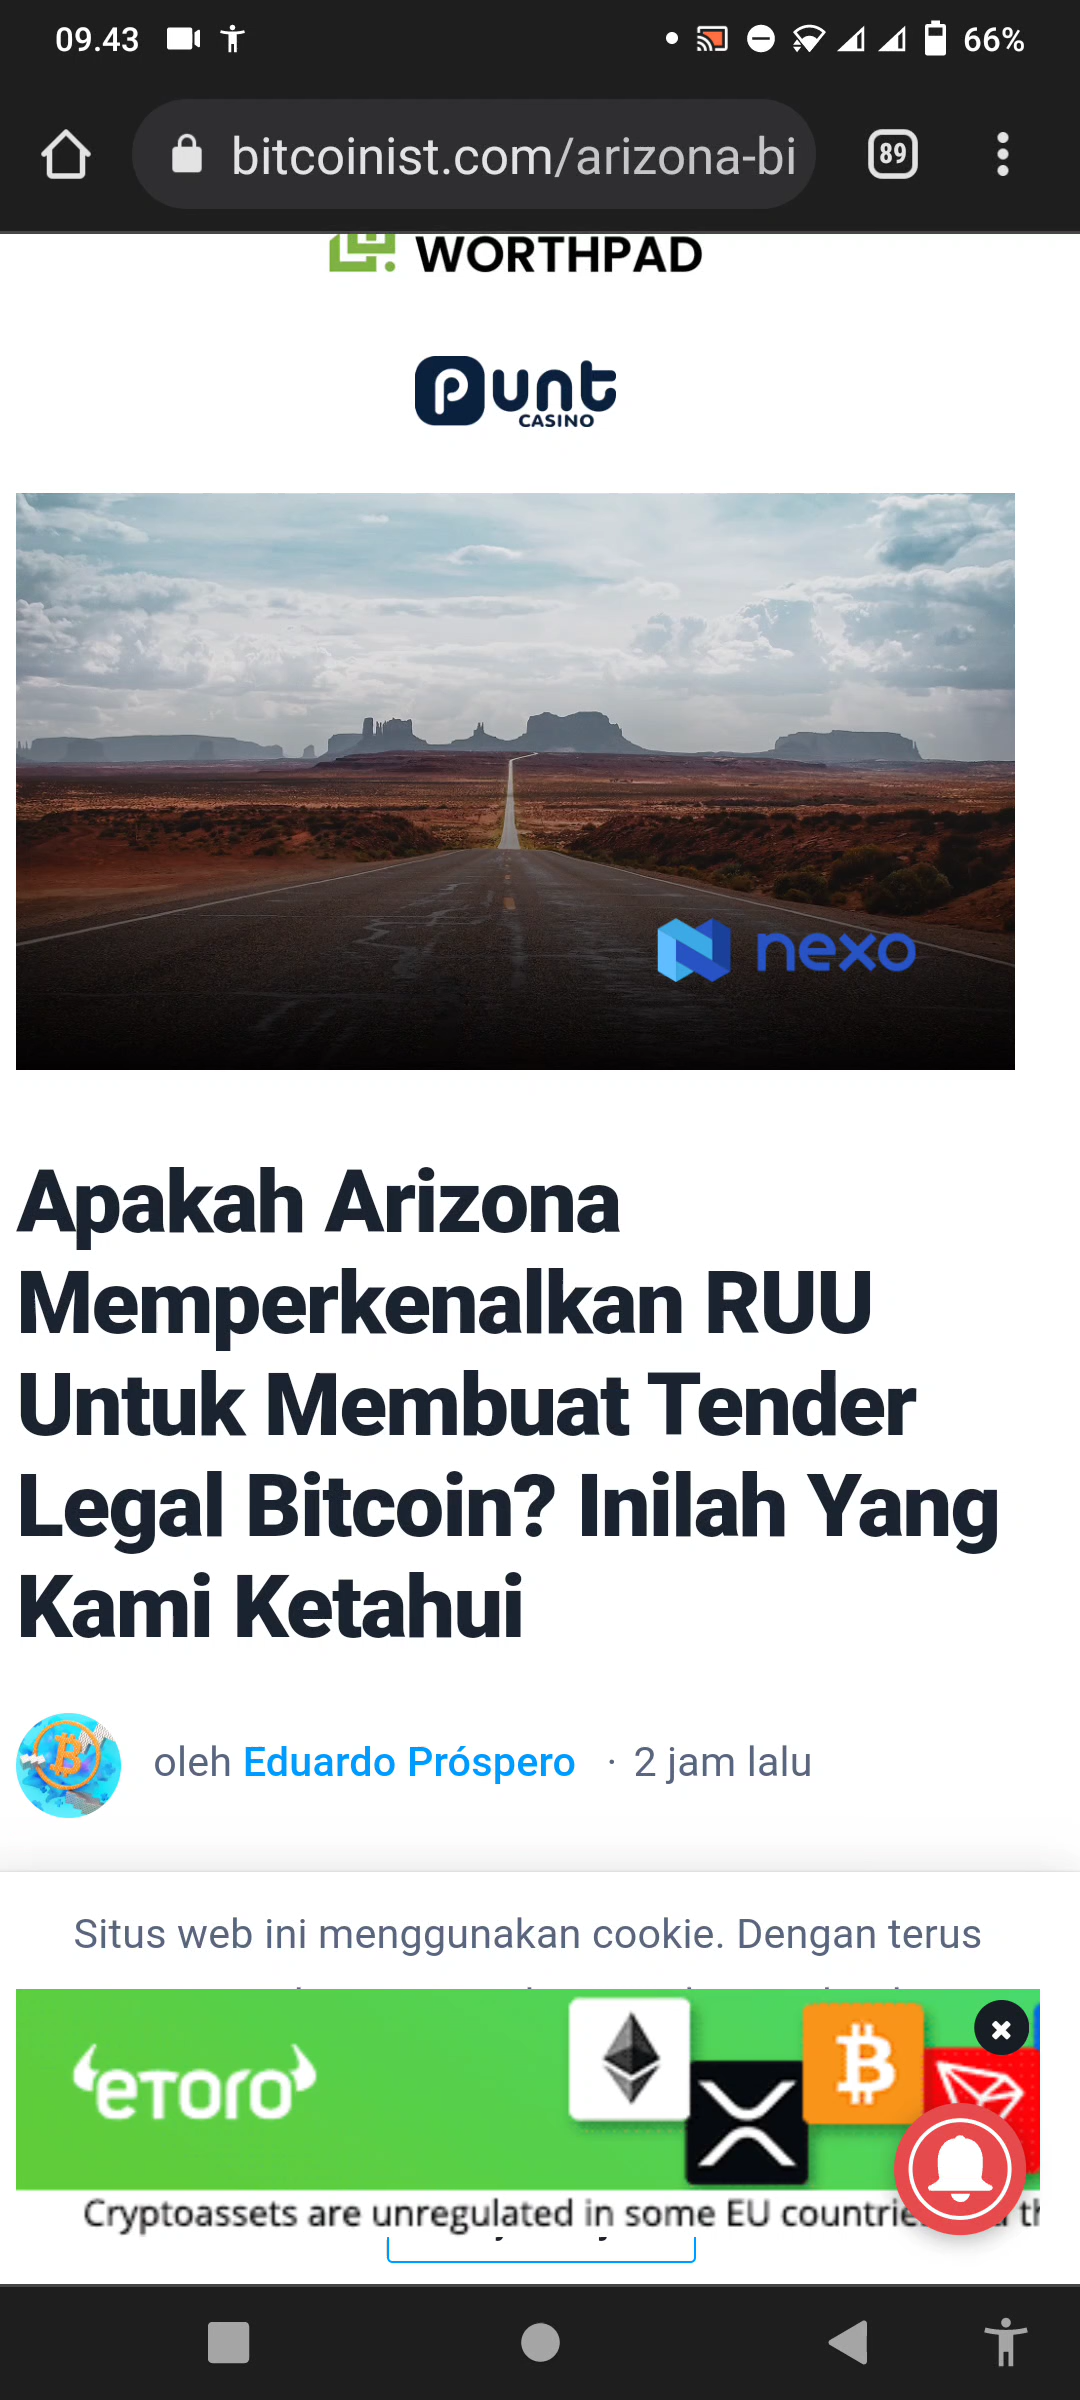 09.43
66%
bitcoinist.com/arizona-bi
89
WORTHPAD
Punt
CASINO
nexo
Apakah Arizona
Memperkenalkan RUU
Untuk Membuat Tender
Legal Bitcoin? Inilah Yang
Kami Ketahui
oleh Eduardo Próspero · 2 jam lalu
Situs web ini menggunakan cookie. Dengan terus
eToro
Cryptoassets are unregulated in some EU countrie